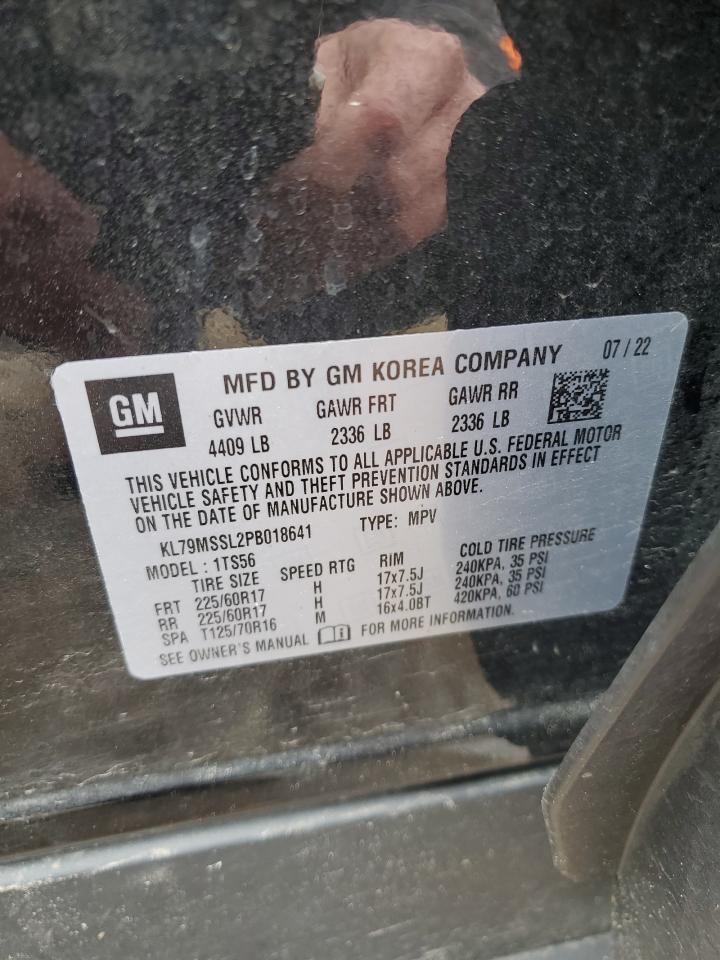 GM
MFD BY GM KOREA COMPANY 07 / 22
GVWR GAWR FRT GAWR RR
4409 LB 2336 LB 2336 LB
THIS VEHICLE CONFORMS TO ALL APPLICABLE U.S. FEDERAL MOTOR
VEHICLE SAFETY AND THEFT PREVENTION STANDARDS IN EFFECT
ON THE DATE OF MANUFACTURE SHOWN ABOVE.
KL79MSSL2PB018641 TYPE: MPV
MODEL : 1TS56
TIRE SIZE SPEED RTG RIM COLD TIRE PRESSURE
FRT 225/60R17 H 17x7.5J 240KPA, 35 PSI
RR 225/60R17 H 17x7.5J 240KPA, 35 PSI
SPA T125/70R16 M 16x4.0BT 420KPA, 60 PSI
SEE OWNER'S MANUAL FOR MORE INFORMATION.